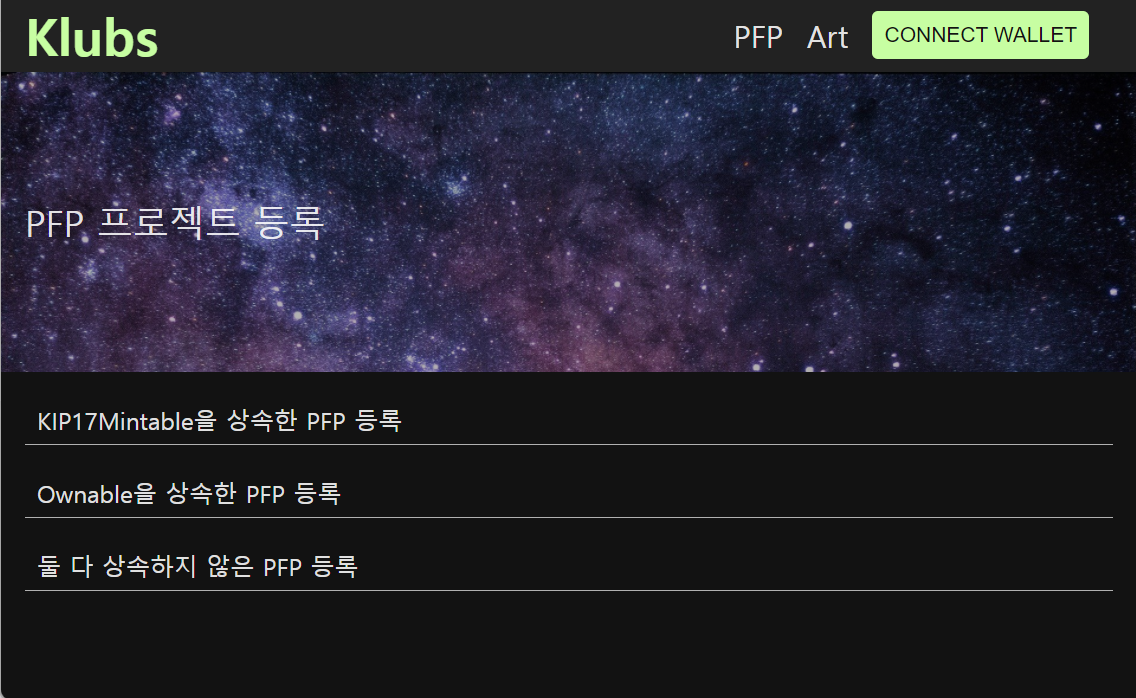 Klubs
PFP Art CONNECT WALLET
PFP 프로젝트 등록
KIP17Mintable을 상속한 PFP 등록
Ownable을 상속한 PFP 등록
둘 다 상속하지 않은 PFP 등록